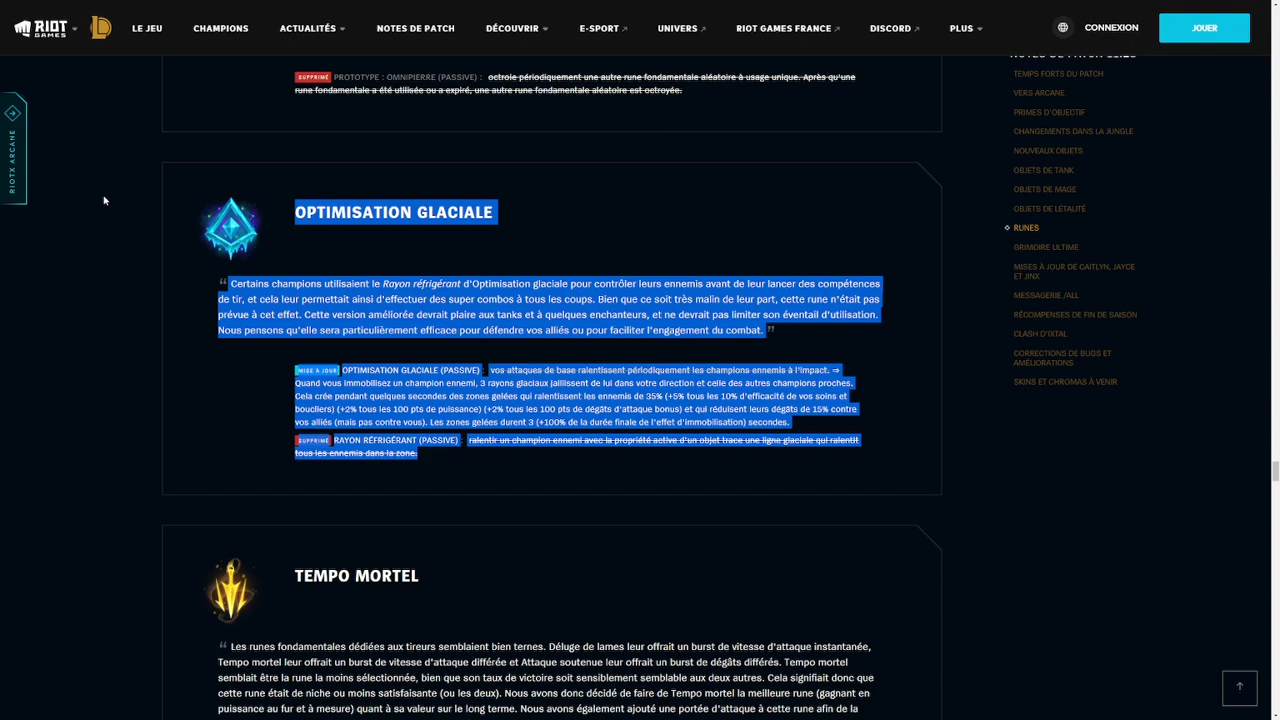 RIOT GAMES
LE JEU
CHAMPIONS
ACTUALITÉS
NOTES DE PATCH
DÉCOUVRIR
E-SPORT
UNIVERS
RIOT GAMES FRANCE
DISCORD
PLUS
CONNEXION
JOUER
SUPPRIMÉ PROTOTYPE : OMNIPIERRE (PASSIVE) : octroie périodiquement une autre rune fondamentale aléatoire à usage unique. Après qu'une
rune fondamentale a été utilisée ou a expiré, une autre rune fondamentale aléatoire est octroyée.
RIOTX ARCANE
OPTIMISATION GLACIALE
“ Certains champions utilisaient le Rayon réfrigérant d'Optimisation glaciale pour contrôler leurs ennemis avant de leur lancer des compétences
de tir, et cela leur permettait ainsi d'effectuer des super combos à tous les coups. Bien que ce soit très malin de leur part, cette rune n'était pas
prévue à cet effet. Cette version améliorée devrait plaire aux tanks et à quelques enchanteurs, et ne devrait pas limiter son éventail d'utilisation.
Nous pensons qu'elle sera particulièrement efficace pour défendre vos alliés ou pour faciliter l'engagement du combat. ”
MISE À JOUR OPTIMISATION GLACIALE (PASSIVE) : vos attaques de base ralentissent périodiquement les champions ennemis à l'impact. ⇒
Quand vous immobilisez un champion ennemi, 3 rayons glaciaux jaillissent de lui dans votre direction et celle des autres champions proches.
Cela crée pendant quelques secondes des zones gelées qui ralentissent les ennemis de 35% (+5% tous les 10% d'efficacité de vos soins et
boucliers) (+2% tous les 100 pts de puissance) (+2% tous les 100 pts de dégâts d'attaque bonus) et qui réduisent leurs dégâts de 15% contre
vos alliés (mais pas contre vous). Les zones gelées durent 3 (+100% de la durée finale de l'effet d'immobilisation) secondes.
SUPPRIMÉ RAYON RÉFRIGÉRANT (PASSIVE) : ralentir un champion ennemi avec la propriété active d'un objet trace une ligne glaciale qui ralentit
tous les ennemis dans la zone.
TEMPO MORTEL
“ Les runes fondamentales dédiées aux tireurs semblaient bien ternes. Déluge de lames leur offrait un burst de vitesse d'attaque instantanée,
Tempo mortel leur offrait un burst de vitesse d'attaque différée et Attaque soutenue leur offrait un burst de dégâts différés. Tempo mortel
semblait être la rune la moins sélectionnée, bien que son taux de victoire soit sensiblement semblable aux deux autres. Cela signifiait donc que
cette rune était de niche ou moins satisfaisante (ou les deux). Nous avons donc décidé de faire de Tempo mortel la meilleure rune (gagnant en
puissance au fur et à mesure) quant à sa valeur sur le long terme. Nous avons également ajouté une portée d'attaque à cette rune afin de la
NOTES DE PATCH 11.23
TEMPS FORTS DU PATCH
VERS ARCANE
PRIMES D'OBJECTIF
CHANGEMENTS DANS LA JUNGLE
NOUVEAUX OBJETS
OBJETS DE TANK
OBJETS DE MAGE
OBJETS DE LÉTALITÉ
RUNES
GRIMOIRE ULTIME
MISES À JOUR DE CAITLYN, JAYCE
ET JINX
MESSAGERIE /ALL
RÉCOMPENSES DE FIN DE SAISON
CLASH D'IXTAL
CORRECTIONS DE BUGS ET
AMÉLIORATIONS
SKINS ET CHROMAS À VENIR